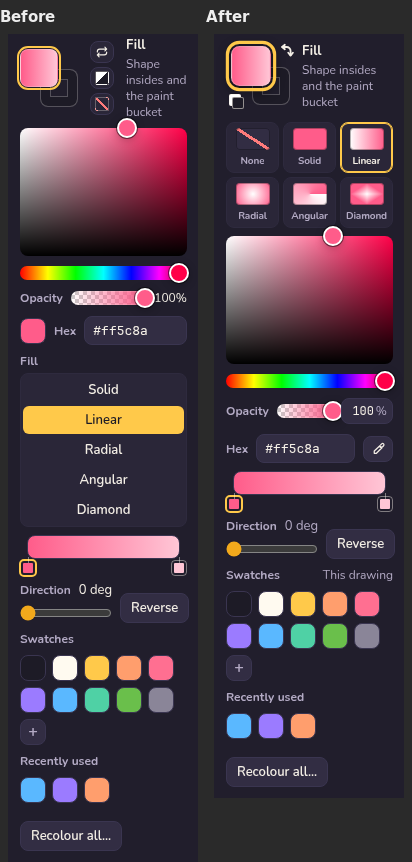 Before
Fill
Shape
insides and
the paint
bucket
Opacity 100%
Hex #ff5c8a
Fill
Solid
Linear
Radial
Angular
Diamond
Direction 0 deg
Reverse
Swatches
+
Recently used
Recolour all...
After
Fill
Shape insides
and the paint
bucket
None Solid Linear
Radial Angular Diamond
Opacity 100 %
Hex #ff5c8a
Direction 0 deg
Reverse
Swatches This drawing
+
Recently used
Recolour all...